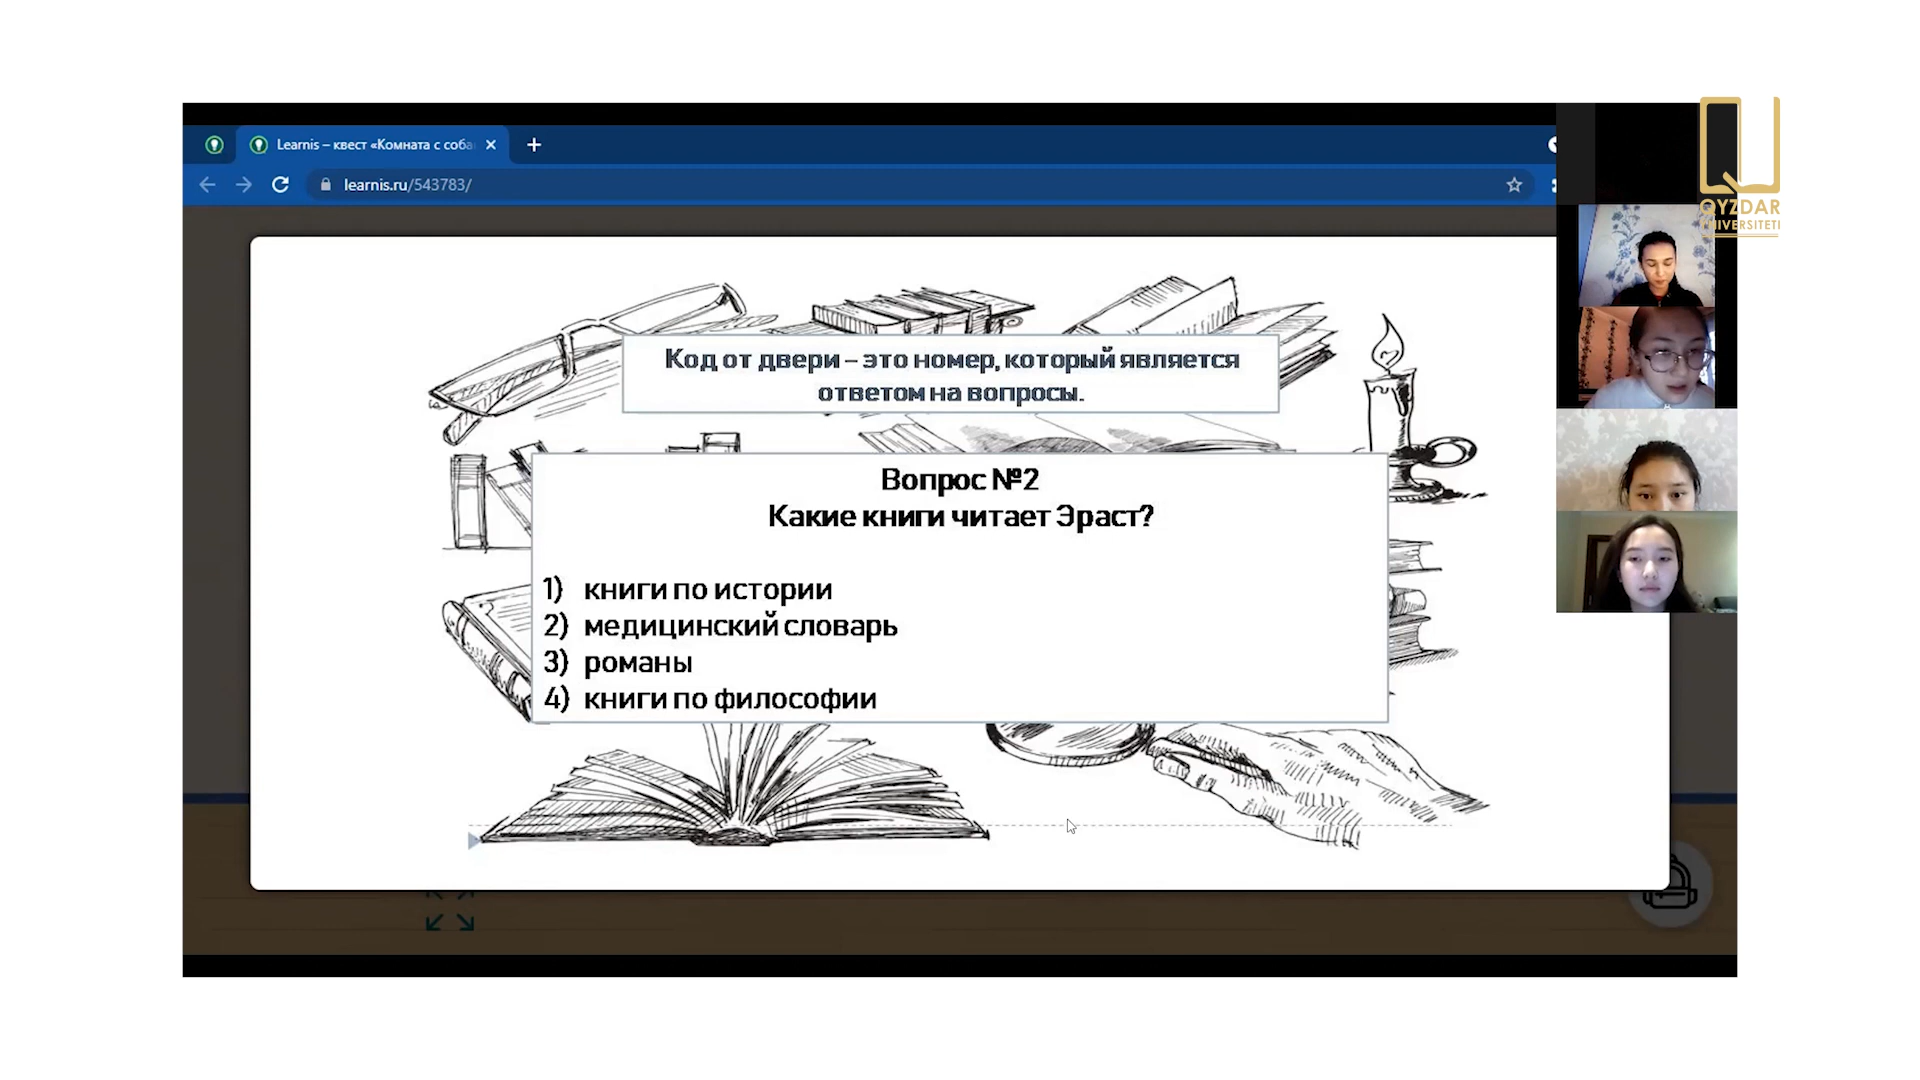 Learnis – квест «Комната с соба
learnis.ru/543783/
QYZDAR
UNIVERSITETI
Код от двери – это номер, который является
ответом на вопросы.
Вопрос №2
Какие книги читает Эраст?
1) книги по истории
2) медицинский словарь
3) романы
4) книги по философии